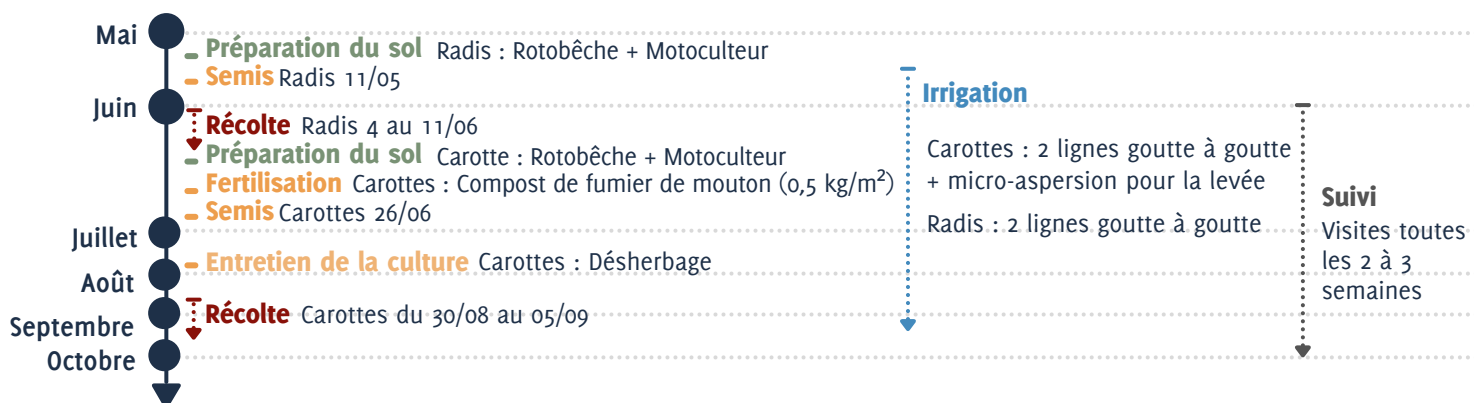 Mai
Préparation du sol Radis : Rotobêche + Motoculteur
Semis Radis 11/05
Juin
Récolte Radis 4 au 11/06
Préparation du sol Carotte : Rotobêche + Motoculteur
Fertilisation Carottes : Compost de fumier de mouton (0,5 kg/m²)
Semis Carottes 26/06
Juillet
Entretien de la culture Carottes : Désherbage
Août
Récolte Carottes du 30/08 au 05/09
Septembre
Octobre
Irrigation
Carottes : 2 lignes goutte à goutte
+ micro-aspersion pour la levée
Radis : 2 lignes goutte à goutte
Suivi
Visites toutes
les 2 à 3
semaines